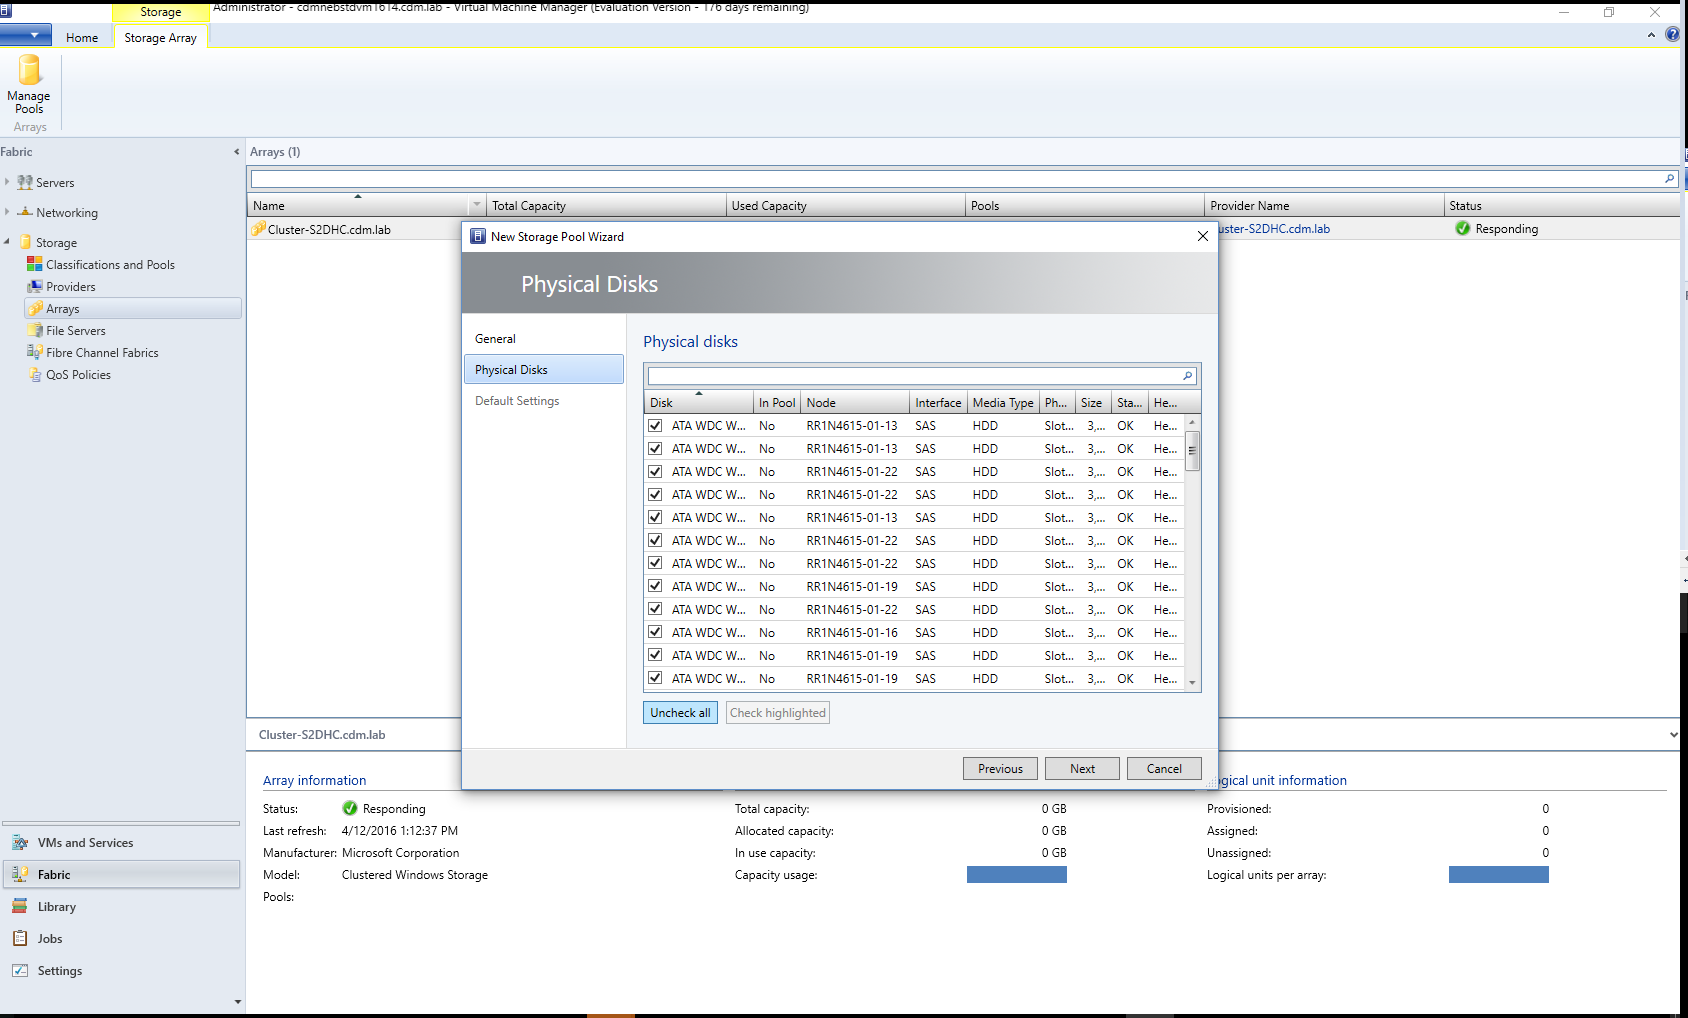 Storage
Administrator - cdmnebstdvm1614.cdm.lab - Virtual Machine Manager (Evaluation Version - 176 days remaining)
Home
Storage Array
Manage
Pools
Arrays
Fabric
Servers
Networking
Storage
Classifications and Pools
Providers
Arrays
File Servers
Fibre Channel Fabrics
QoS Policies
VMs and Services
Fabric
Library
Jobs
Settings
Arrays (1)
Name Total Capacity Used Capacity Pools Provider Name Status
Cluster-S2DHC.cdm.lab uster-S2DHC.cdm.lab Responding
New Storage Pool Wizard
Physical Disks
General
Physical Disks
Default Settings
Physical disks
Disk In Pool Node Interface Media Type Ph... Size Sta... He...
ATA WDC W... No RR1N4615-01-13 SAS HDD Slot... 3,... OK He...
ATA WDC W... No RR1N4615-01-13 SAS HDD Slot... 3,... OK He...
ATA WDC W... No RR1N4615-01-22 SAS HDD Slot... 3,... OK He...
ATA WDC W... No RR1N4615-01-22 SAS HDD Slot... 3,... OK He...
ATA WDC W... No RR1N4615-01-13 SAS HDD Slot... 3,... OK He...
ATA WDC W... No RR1N4615-01-22 SAS HDD Slot... 3,... OK He...
ATA WDC W... No RR1N4615-01-22 SAS HDD Slot... 3,... OK He...
ATA WDC W... No RR1N4615-01-19 SAS HDD Slot... 3,... OK He...
ATA WDC W... No RR1N4615-01-22 SAS HDD Slot... 3,... OK He...
ATA WDC W... No RR1N4615-01-16 SAS HDD Slot... 3,... OK He...
ATA WDC W... No RR1N4615-01-19 SAS HDD Slot... 3,... OK He...
ATA WDC W... No RR1N4615-01-19 SAS HDD Slot... 3,... OK He...
Uncheck all Check highlighted
Previous Next Cancel
Cluster-S2DHC.cdm.lab
Array information
Status: Responding
Last refresh: 4/12/2016 1:12:37 PM
Manufacturer: Microsoft Corporation
Model: Clustered Windows Storage
Pools:
Total capacity: 0 GB
Allocated capacity: 0 GB
In use capacity: 0 GB
Capacity usage:
ogical unit information
Provisioned: 0
Assigned: 0
Unassigned: 0
Logical units per array: